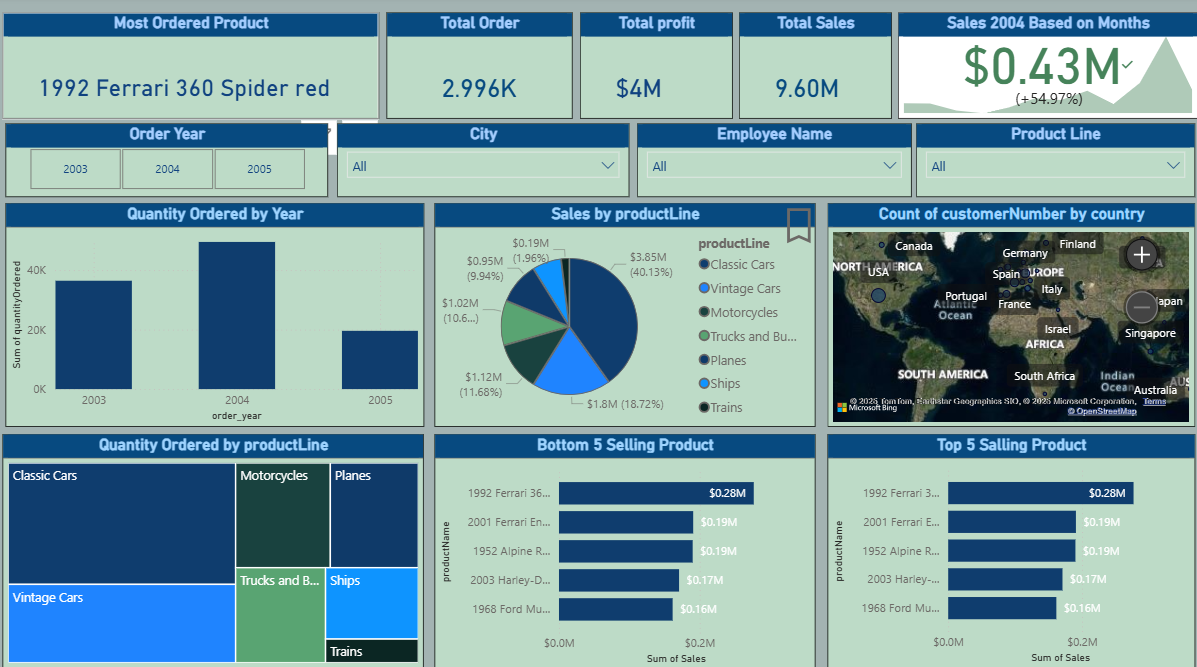 Most Ordered Product
1992 Ferrari 360 Spider red
Total Order
2.996K
Total profit
$4M
Total Sales
9.60M
Sales 2004 Based on Months
$0.43M
(+54.97%)
Order Year
2003
2004
2005
City
All
Employee Name
All
Product Line
All
Quantity Ordered by Year
Sum of quantityOrdered
40K
20K
0K
2003
2004
2005
order_year
Sales by productLine
$0.19M
(1.96%)
$0.95M
(9.94%)
$1.02M
(10.6...)
$1.12M
(11.68%)
$3.85M
(40.13%)
$1.8M (18.72%)
productLine
Classic Cars
Vintage Cars
Motorcycles
Trucks and Bu...
Planes
Ships
Trains
Count of customerNumber by country
Canada
Finland
Germany
NORTH AMERICA
USA
Spain
UROPE
A
Portugal
Italy
apan
Atlantic
Ocean
France
Israel
Singapore
AFRICA
SOUTH AMERICA
South Africa
Indian
Ocean
Australia
AUS
© 2025 TomTom, Earthstar Geographics SIO, © 2025 Microsoft Corporation, Terms
Microsoft Bing
© OpenStreetMap
Quantity Ordered by productLine
Classic Cars
Motorcycles
Planes
Vintage Cars
Trucks and B...
Ships
Trains
Bottom 5 Selling Product
productName
1992 Ferrari 36...
$0.28M
2001 Ferrari En...
$0.19M
1952 Alpine R...
$0.19M
2003 Harley-D...
$0.17M
1968 Ford Mu...
$0.16M
$0.0M
$0.2M
Sum of Sales
Top 5 Salling Product
productName
1992 Ferrari 3...
$0.28M
2001 Ferrari E...
$0.19M
1952 Alpine R...
$0.19M
2003 Harley-...
$0.17M
1968 Ford Mu...
$0.16M
$0.0M
$0.2M
Sum of Sales